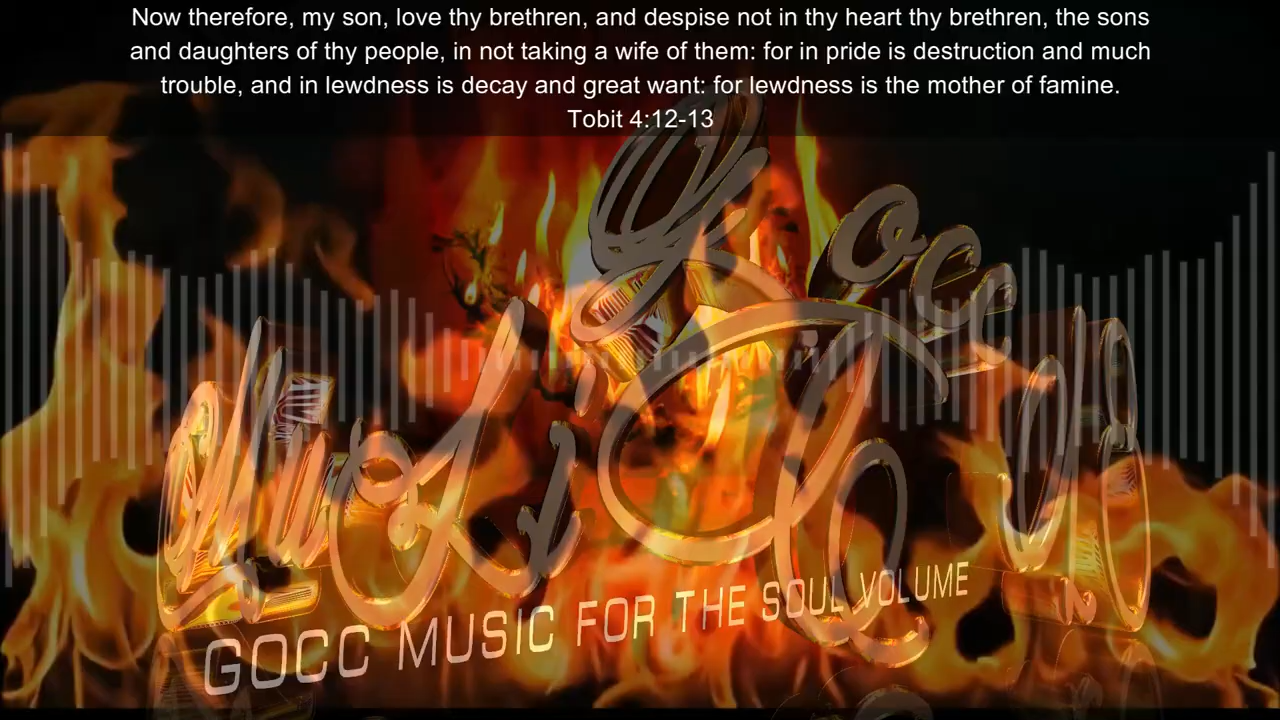 Now therefore, my son, love thy brethren, and despise not in thy heart thy brethren, the sons
and daughters of thy people, in not taking a wife of them: for in pride is destruction and much
trouble, and in lewdness is decay and great want: for lewdness is the mother of famine.
Tobit 4:12-13
Gocc
GOCC MUSIC FOR THE SOUL VOLUME